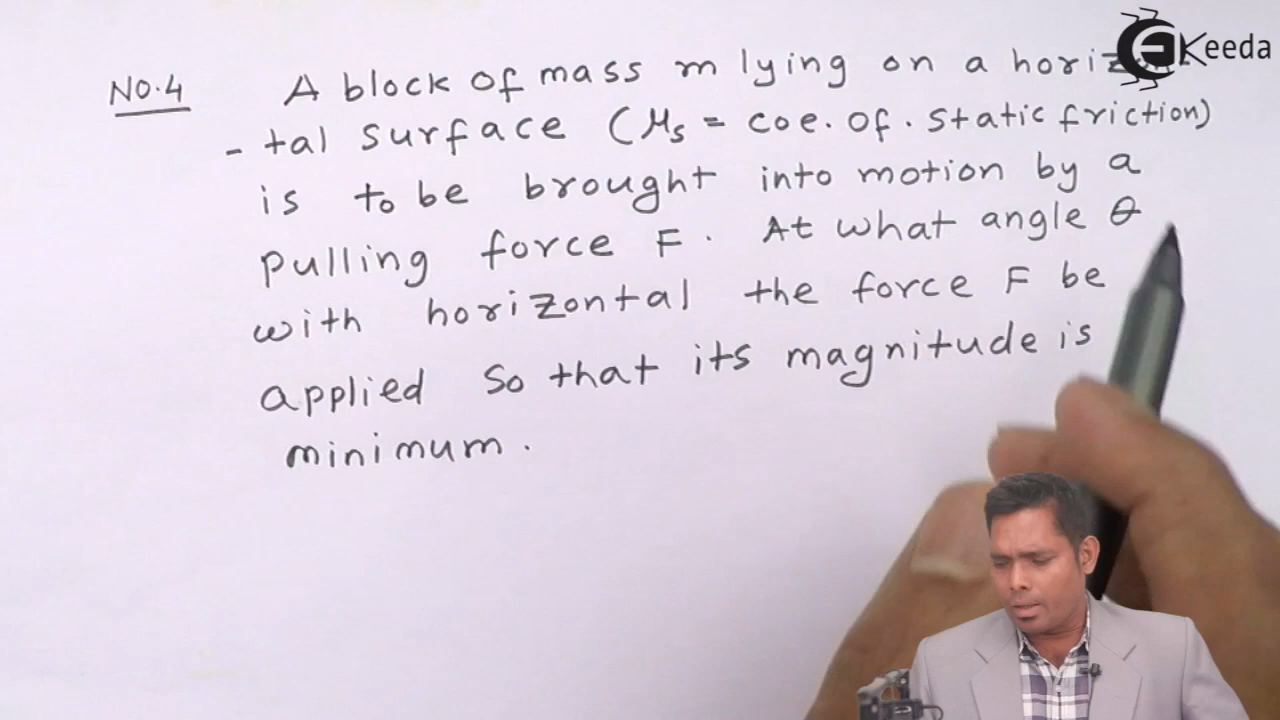 Ekeeda
No.4 A block of mass m lying on a horizon
- tal surface (μs = coe. of. static friction)
is to be brought into motion by a
pulling force F. At what angle θ
with horizontal the force F be
applied so that its magnitude is
minimum.